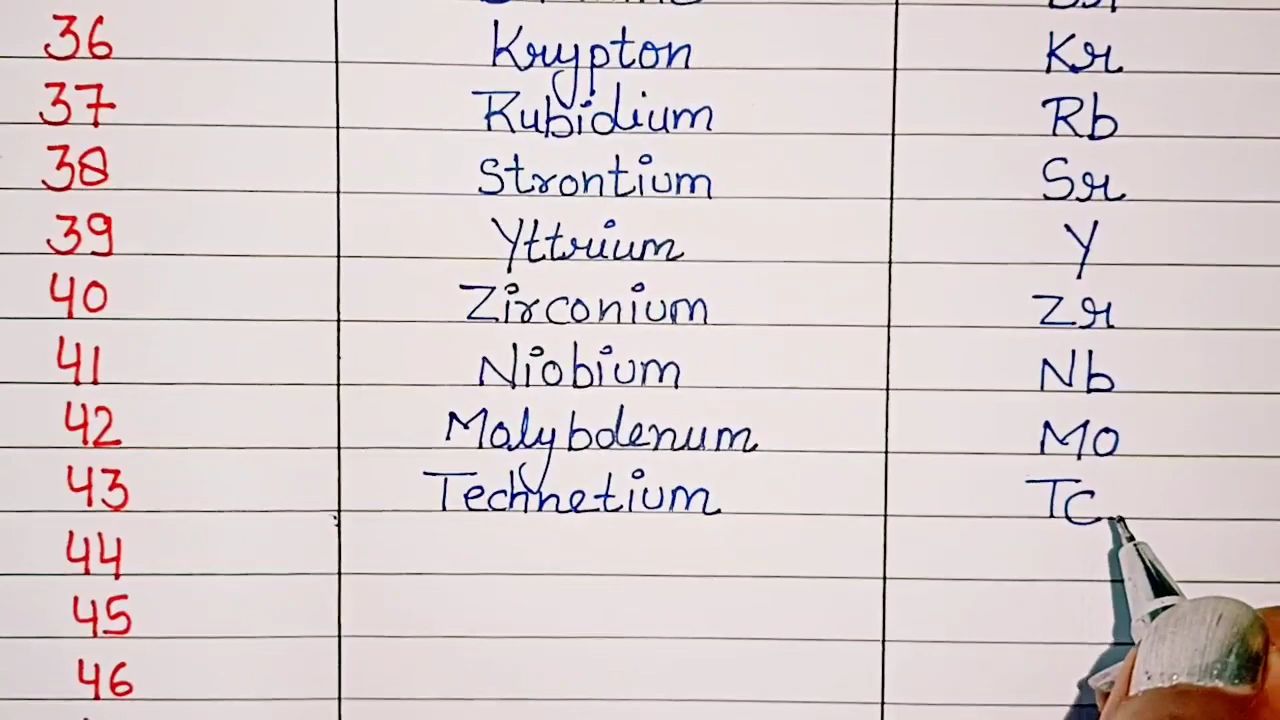 36 Krypton Kr
37 Rubidium Rb
38 Strontium Sr
39 Yttrium Y
40 Zirconium Zr
41 Niobium Nb
42 Molybdenum Mo
43 Technetium Tc
44
45
46